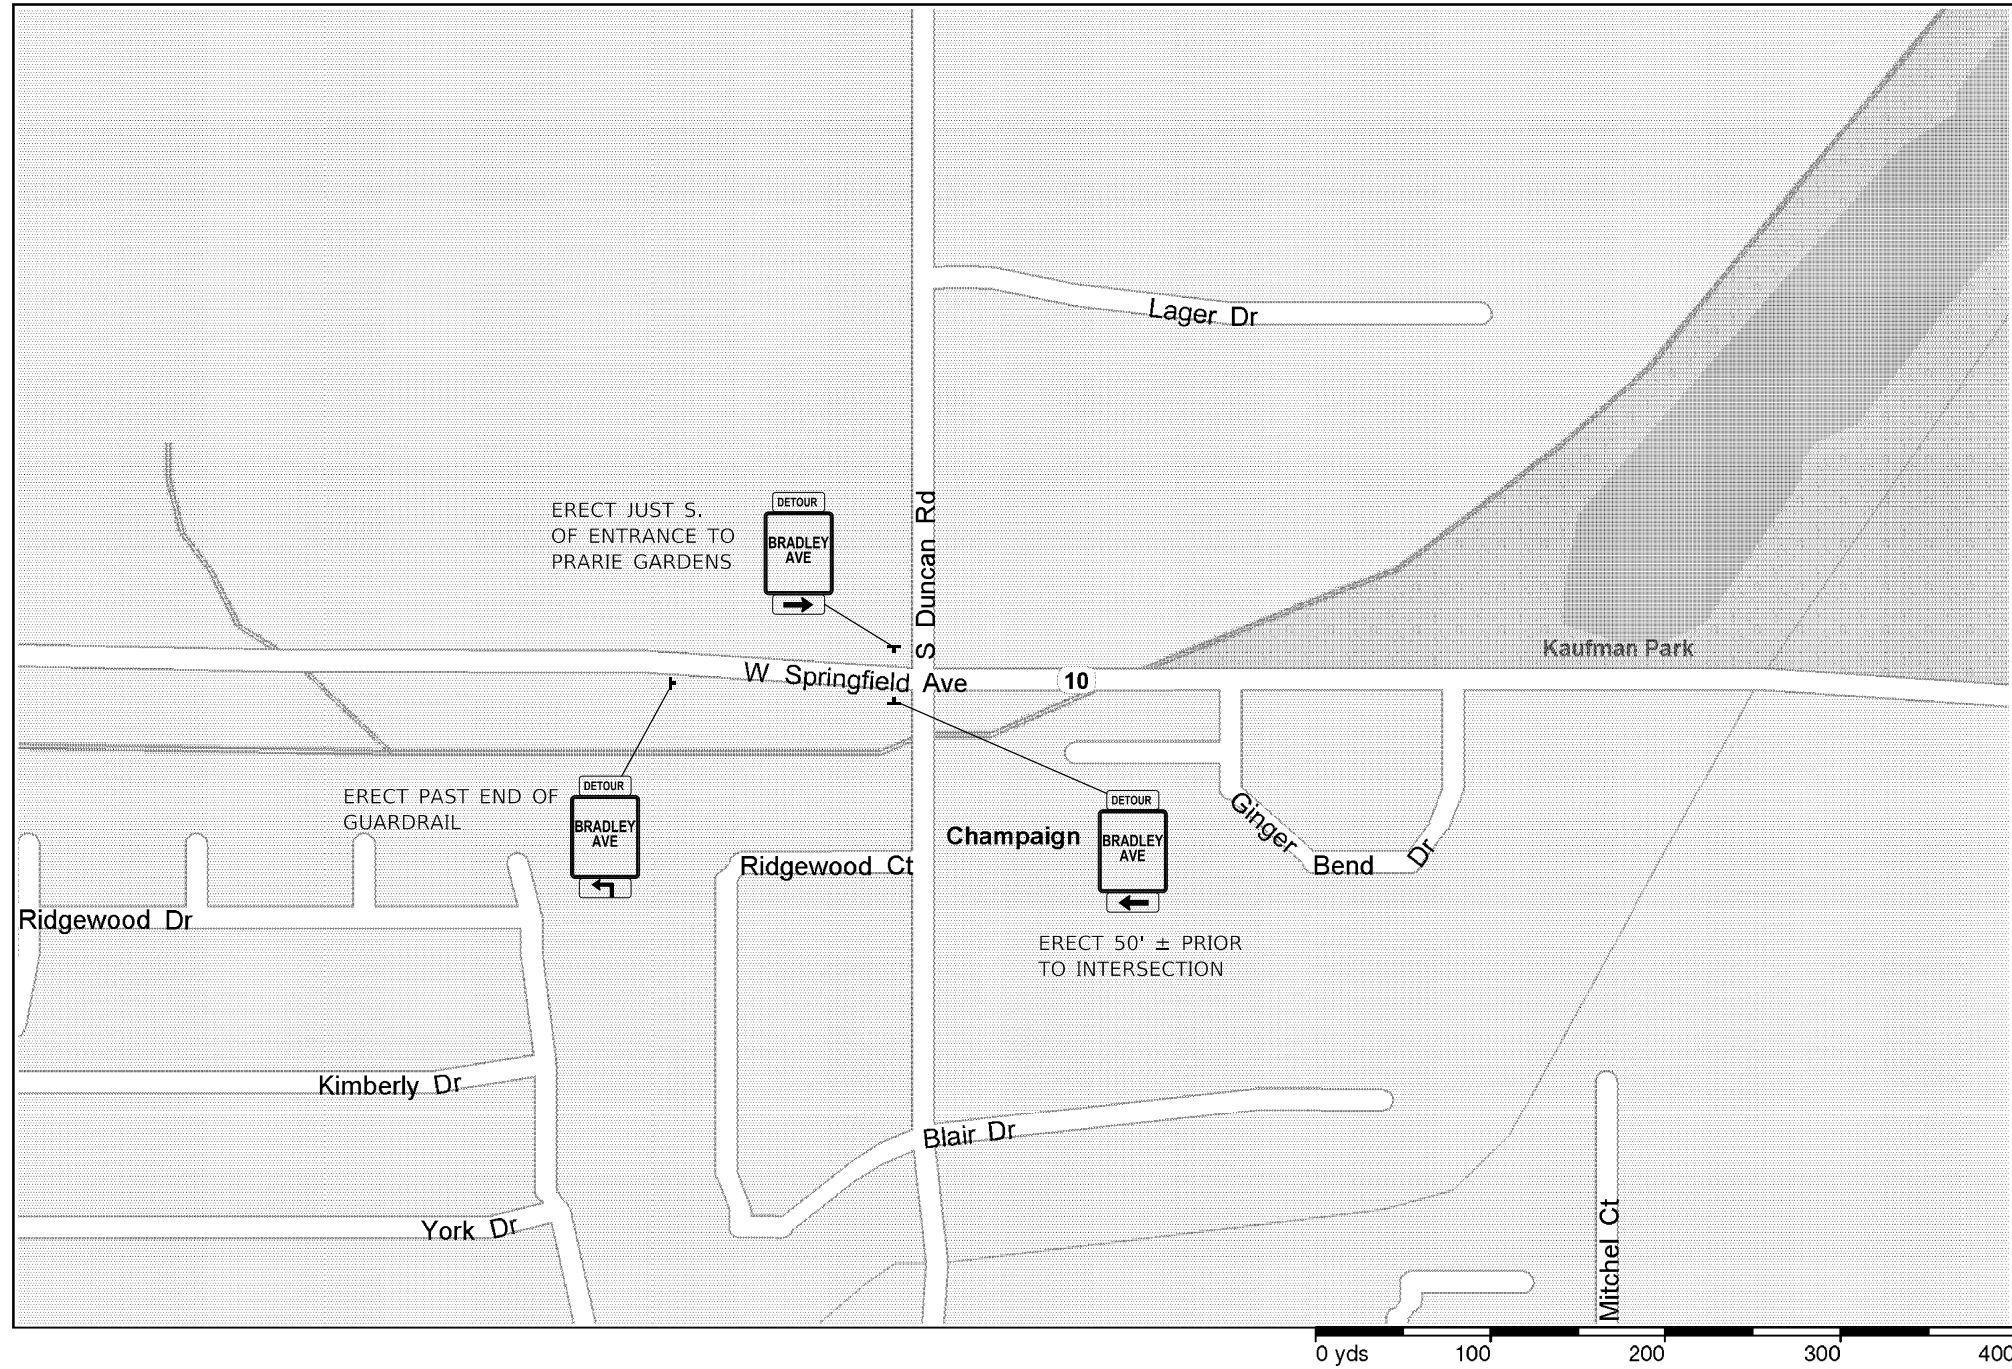 Lager Dr
S Duncan Rd
ERECT JUST S.
OF ENTRANCE TO
PRARIE GARDENS
DETOUR
BRADLEY
AVE
Kaufman Park
W Springfield Ave
10
DETOUR
BRADLEY
AVE
ERECT PAST END OF
GUARDRAIL
DETOUR
BRADLEY
AVE
Champaign
ERECT 50' ± PRIOR
TO INTERSECTION
Ginger Bend Dr
Ridgewood Ct
Ridgewood Dr
Kimberly Dr
Blair Dr
York Dr
Mitchel Ct
0 yds 100 200 300 400